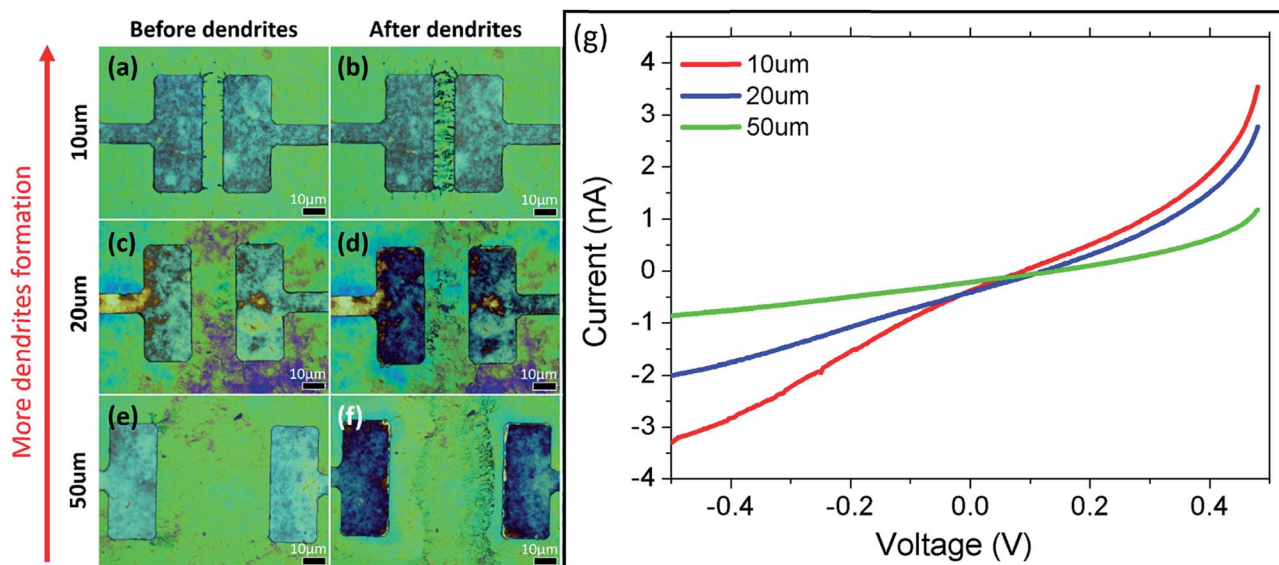 Before dendrites
After dendrites
More dendrites formation
10um
(a)
10μm
(b)
10μm
20um
(c)
10μm
(d)
10μm
50um
(e)
10μm
(f)
10μm
(g)
10um
20um
50um
Current (nA)
4
3
2
1
0
-1
-2
-3
-4
-0.4
-0.2
0.0
0.2
0.4
Voltage (V)